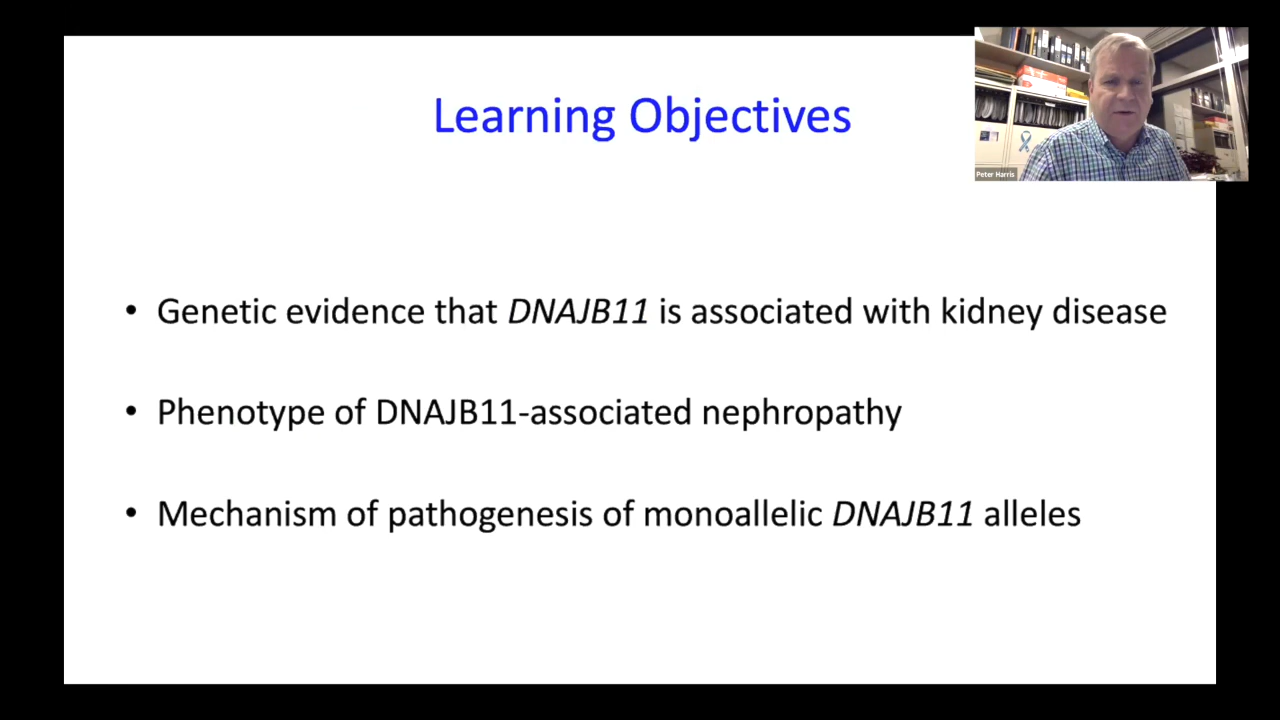 Learning Objectives
• Genetic evidence that DNAJB11 is associated with kidney disease
• Phenotype of DNAJB11-associated nephropathy
• Mechanism of pathogenesis of monoallelic DNAJB11 alleles
Peter Harris